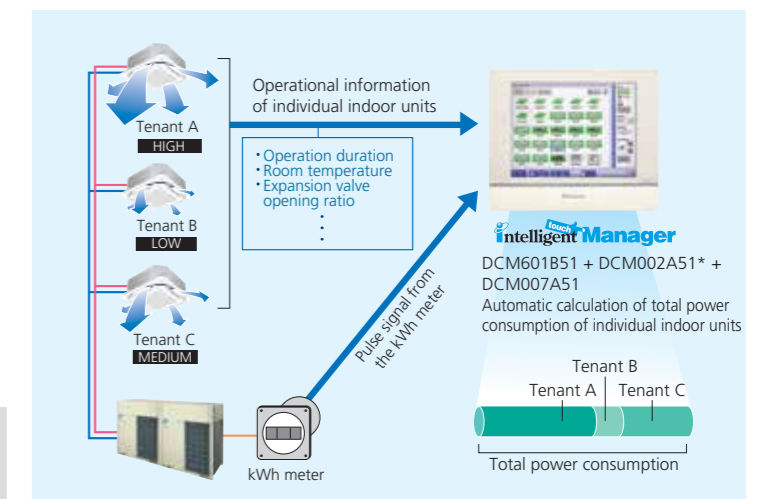 Operational information
of individual indoor units
・Operation duration
・Room temperature
・Expansion valve
opening ratio
Tenant A
HIGH
Tenant B
LOW
Tenant C
MEDIUM
Pulse signal from
the kWh meter
kWh meter
intelligent touch Manager
DCM601B51 + DCM002A51* +
DCM007A51
Automatic calculation of total power
consumption of individual indoor units
Tenant B
Tenant A
Tenant C
Total power consumption